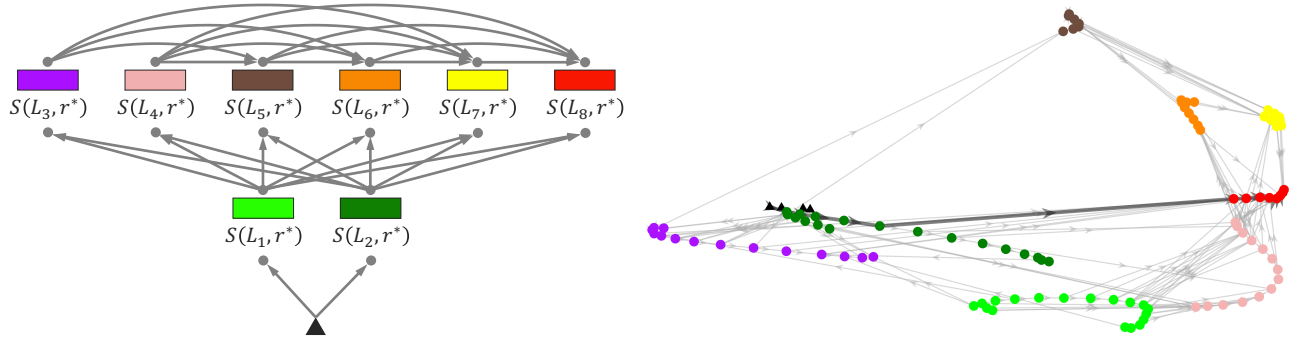 S(L₃, r*) S(L₄, r*) S(L₅, r*) S(L₆, r*) S(L₇, r*) S(L₈, r*)
S(L₁, r*) S(L₂, r*)